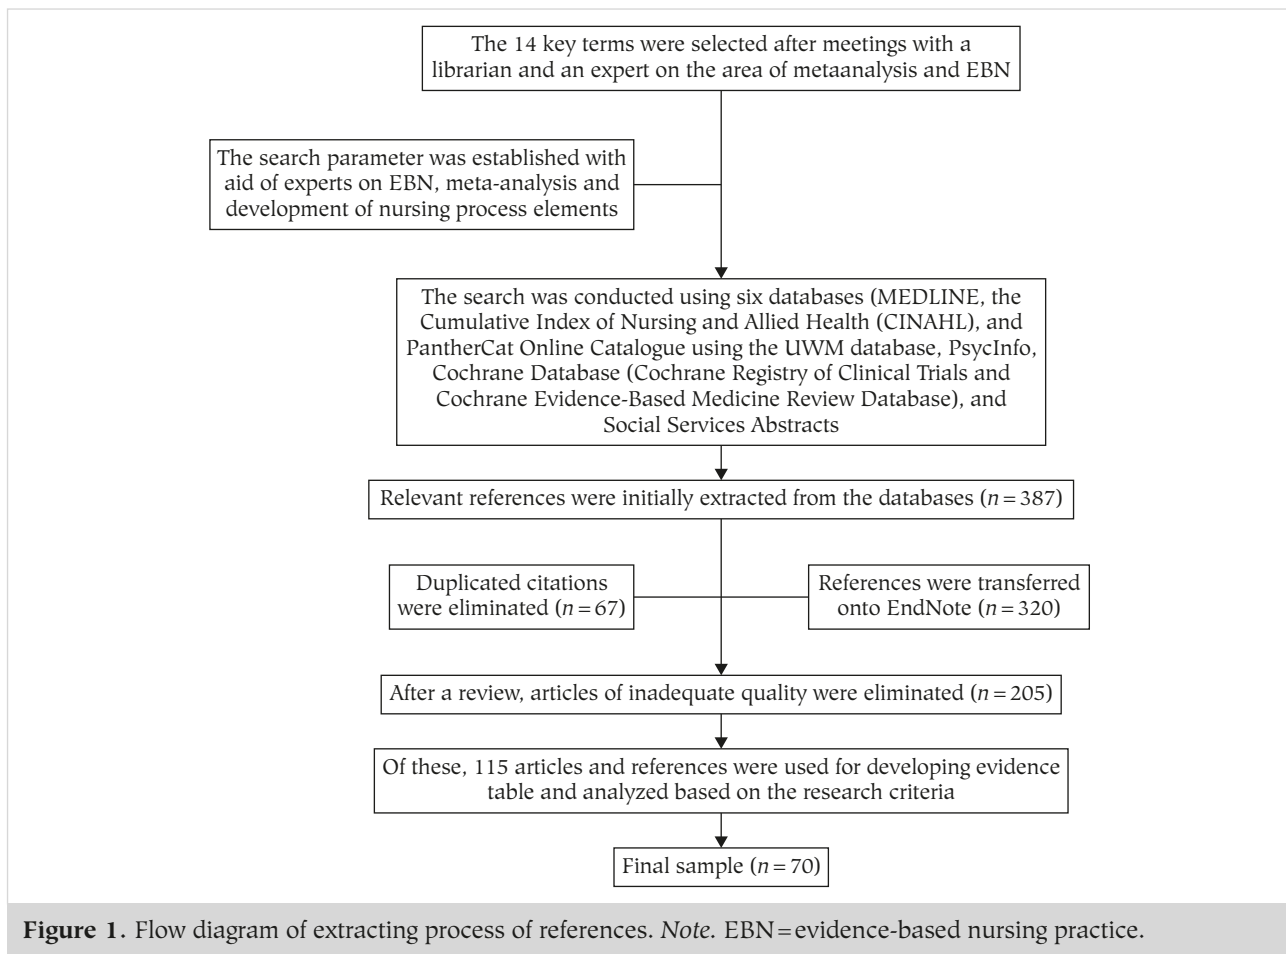 The 14 key terms were selected after meetings with a
librarian and an expert on the area of metaanalysis and EBN
The search parameter was established with
aid of experts on EBN, meta-analysis and
development of nursing process elements
The search was conducted using six databases (MEDLINE, the
Cumulative Index of Nursing and Allied Health (CINAHL), and
PantherCat Online Catalogue using the UWM database, PsycInfo,
Cochrane Database (Cochrane Registry of Clinical Trials and
Cochrane Evidence-Based Medicine Review Database), and
Social Services Abstracts
Relevant references were initially extracted from the databases (n = 387)
Duplicated citations
were eliminated (n = 67)
References were transferred
onto EndNote (n = 320)
After a review, articles of inadequate quality were eliminated (n = 205)
Of these, 115 articles and references were used for developing evidence
table and analyzed based on the research criteria
Final sample (n = 70)
Figure 1. Flow diagram of extracting process of references. Note. EBN = evidence-based nursing practice.